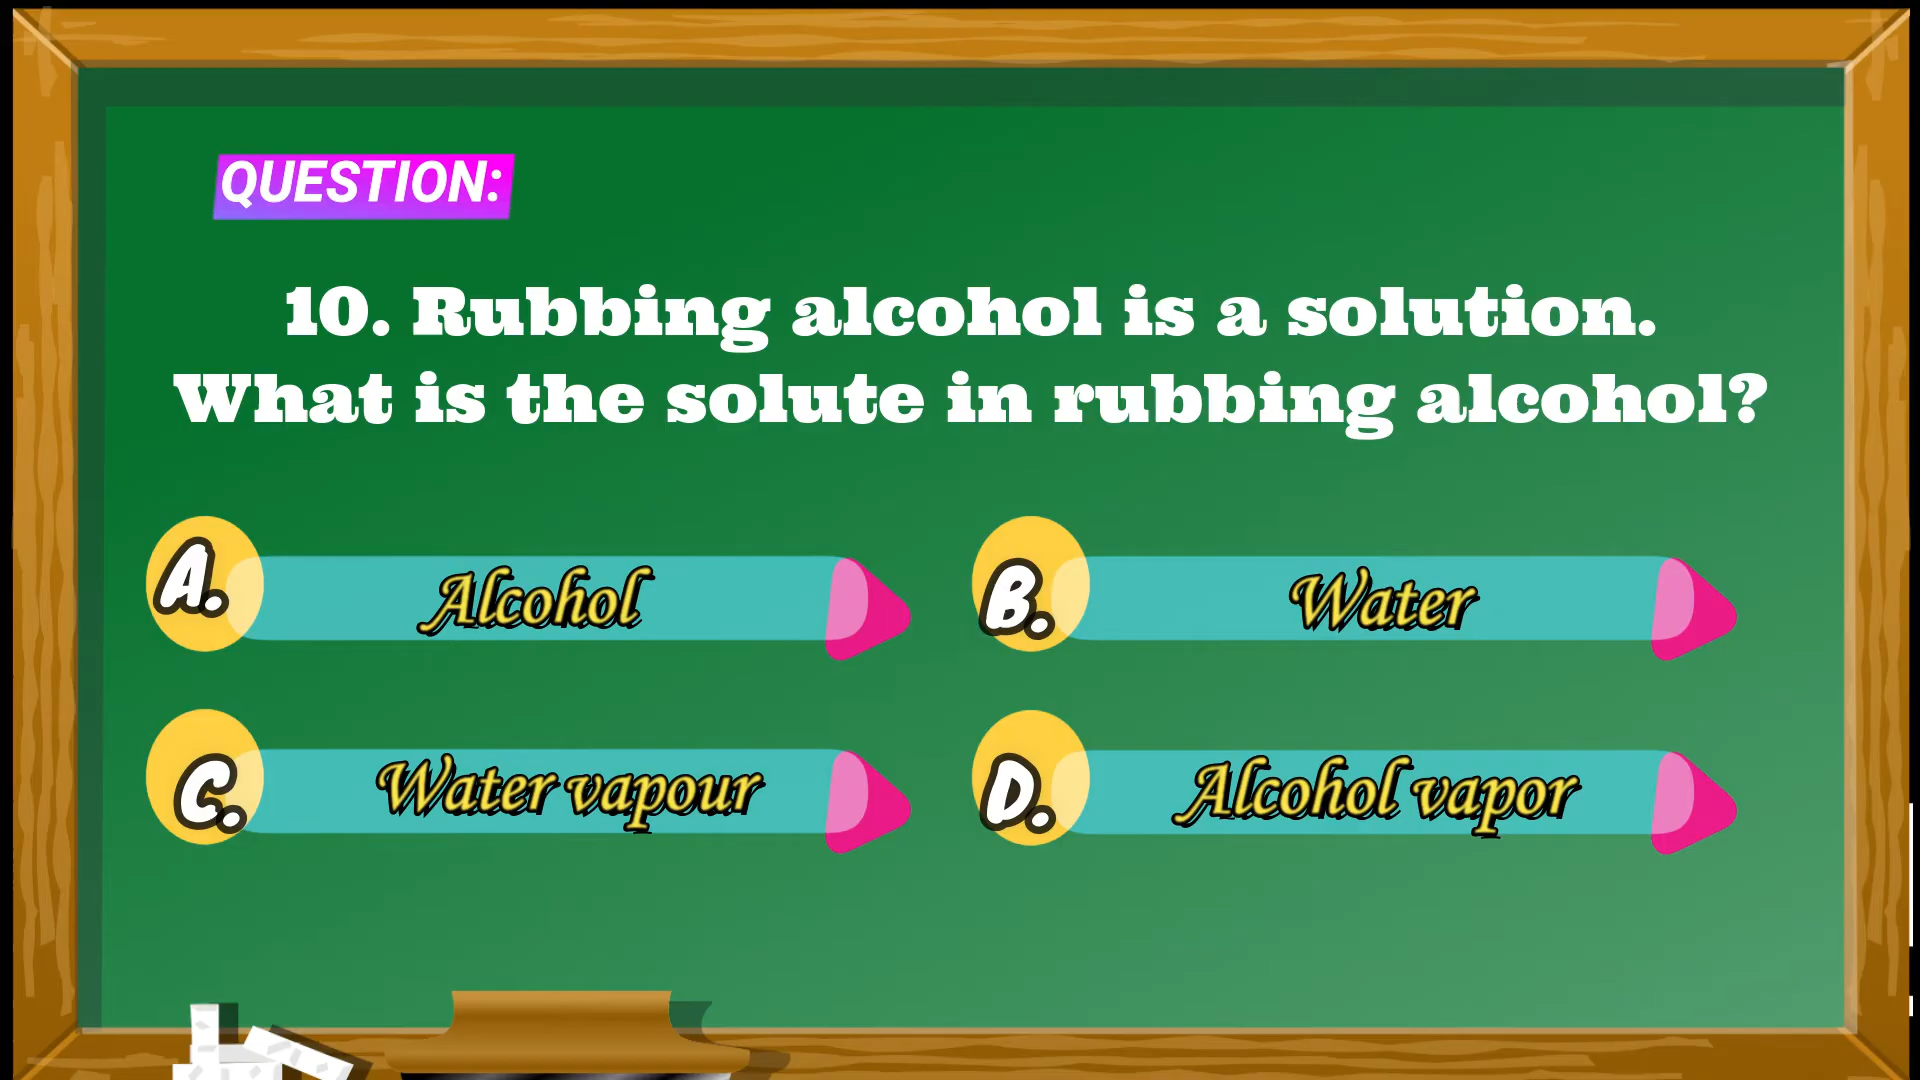 QUESTION:
10. Rubbing alcohol is a solution.
What is the solute in rubbing alcohol?
A. Alcohol
B. Water
C. Water vapour
D. Alcohol vapor